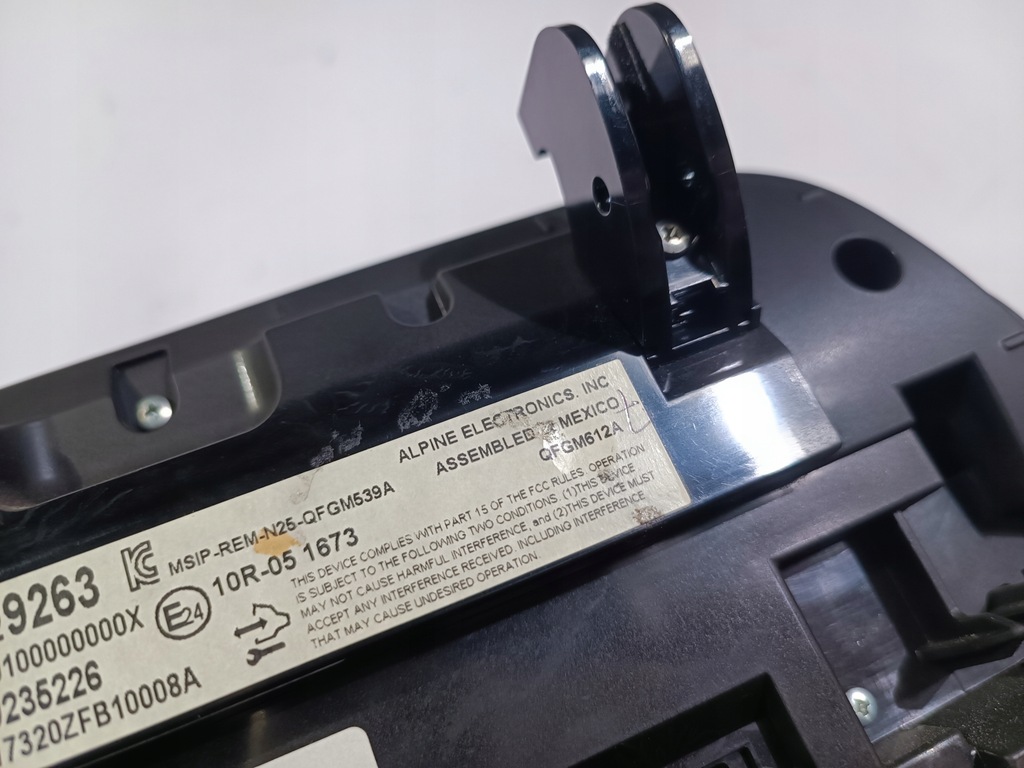 ALPINE ELECTRONICS. INC
ASSEMBLED MEXICO
QFGM612A
MSIP-REM-N25-QFGM539A
9263
10R-05 1673
E24
100000000X
235226
7320ZFB10008A
THIS DEVICE COMPLIES WITH PART 15 OF THE FCC RULES. OPERATION
IS SUBJECT TO THE FOLLOWING TWO CONDITIONS. (1)THIS DEVICE
MAY NOT CAUSE HARMFUL INTERFERENCE, and (2)THIS DEVICE MUST
ACCEPT ANY INTERFERENCE RECEIVED, INCLUDING INTERFERENCE
THAT MAY CAUSE UNDESIRED OPERATION.